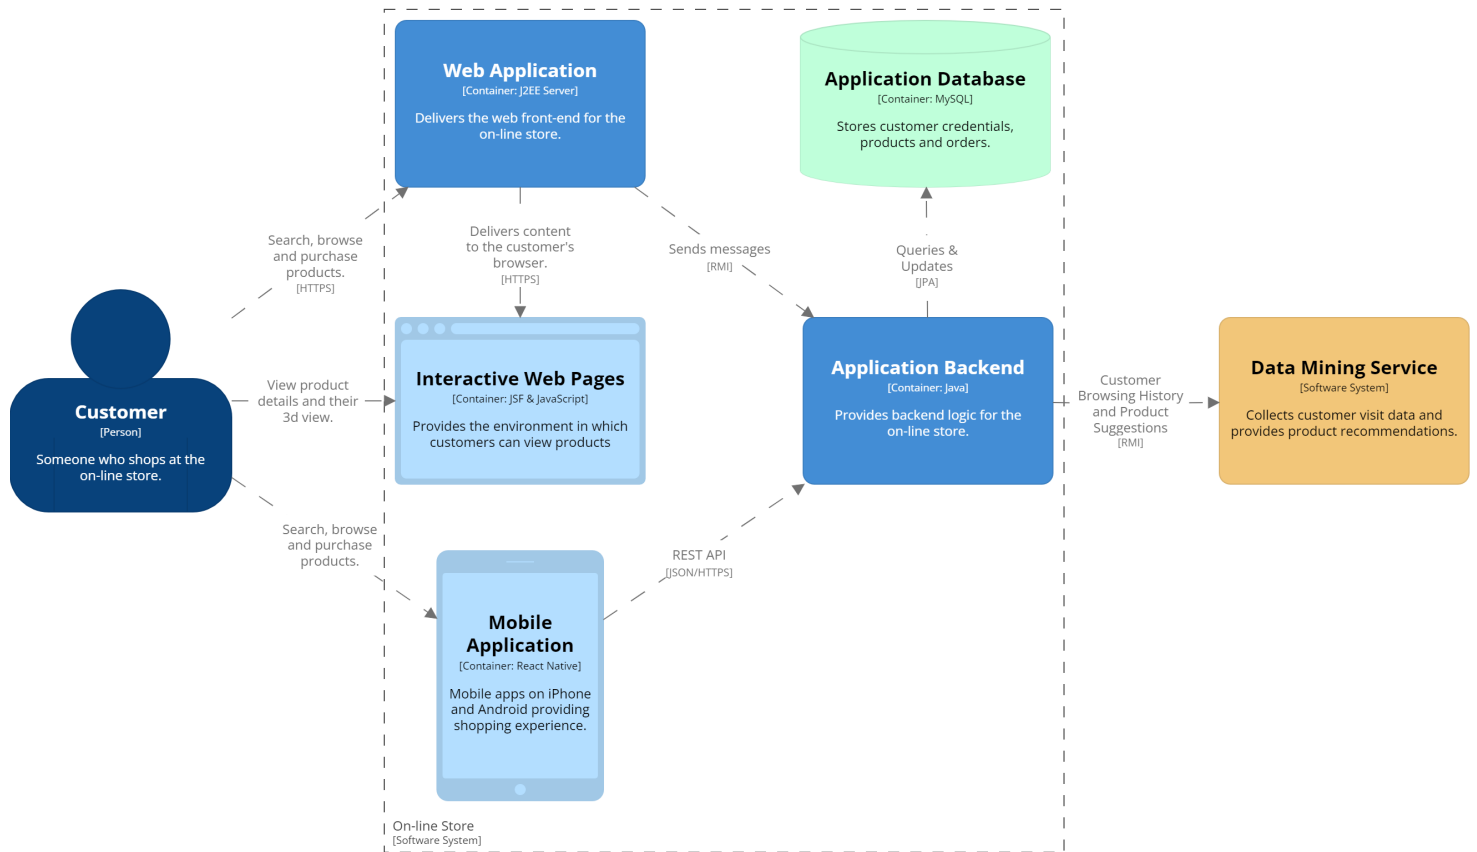 Web Application
[Container: J2EE Server]
Delivers the web front-end for the
on-line store.
Application Database
[Container: MySQL]
Stores customer credentials,
products and orders.
Search, browse
and purchase
products.
[HTTPS]
Delivers content
to the customer's
browser.
[HTTPS]
Sends messages
[RMI]
Queries &
Updates
[JPA]
Customer
[Person]
Someone who shops at the
on-line store.
View product
details and their
3d view.
Interactive Web Pages
[Container: JSF & JavaScript]
Provides the environment in which
customers can view products
Application Backend
[Container: Java]
Provides backend logic for the
on-line store.
Customer
Browsing History
and Product
Suggestions
[RMI]
Data Mining Service
[Software System]
Collects customer visit data and
provides product recommendations.
Search, browse
and purchase
products.
REST API
[JSON/HTTPS]
Mobile
Application
[Container: React Native]
Mobile apps on iPhone
and Android providing
shopping experience.
On-line Store
[Software System]